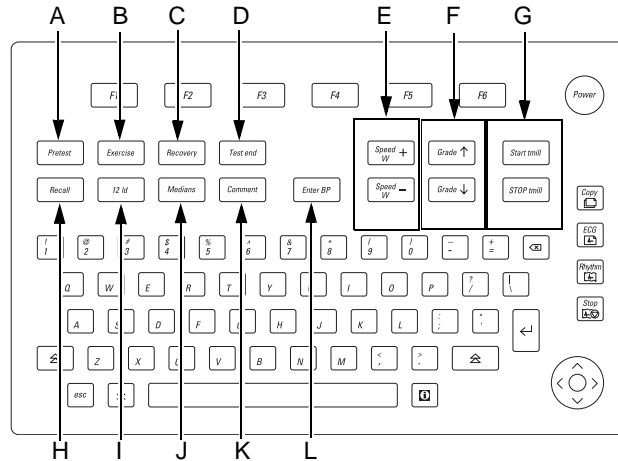 A B C D E F G
F1 F2 F3 F4 F5 F6 Power
Pretest Exercise Recovery Test end Speed W + Grade ↑ Start tmill
Recall 12 ld Medians Comment Enter BP Speed W − Grade ↓ STOP tmill
Copy
! 1 @ 2 # 3 $ 4 % 5 ^ 6 & 7 * 8 ( 9 ) 0 – - + =
ECG
Q W E R T Y I O P ? / | \
Rhythm
A S D F G H J K L : ; " '
Stop
Z X C V B N M < , > .
esc
H I J K L